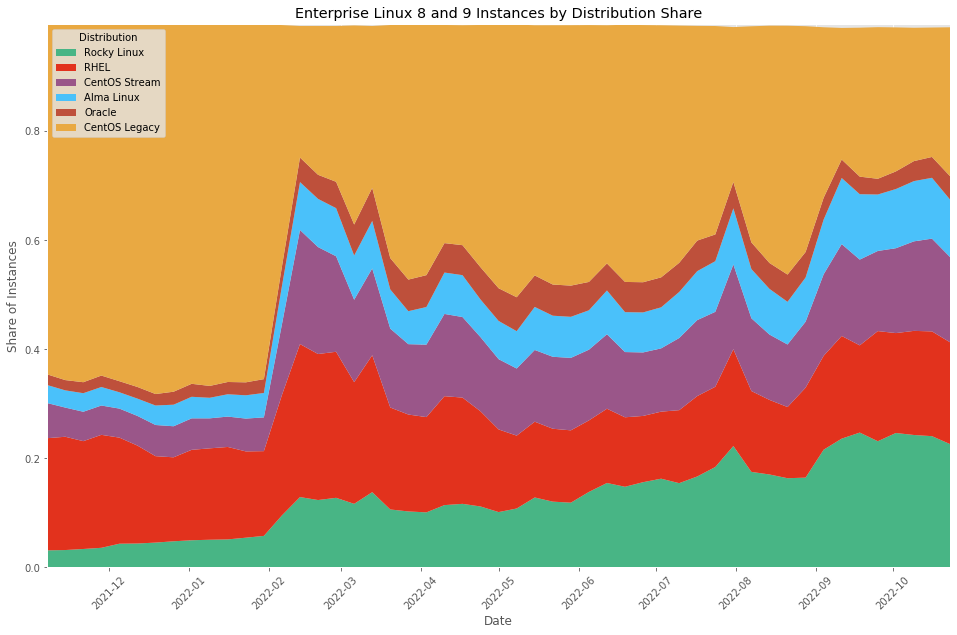 Enterprise Linux 8 and 9 Instances by Distribution Share
Distribution
Rocky Linux
RHEL
CentOS Stream
Alma Linux
Oracle
CentOS Legacy
Share of Instances
0.8
0.6
0.4
0.2
0.0
2021-12
2022-01
2022-02
2022-03
2022-04
2022-05
2022-06
2022-07
2022-08
2022-09
2022-10
Date